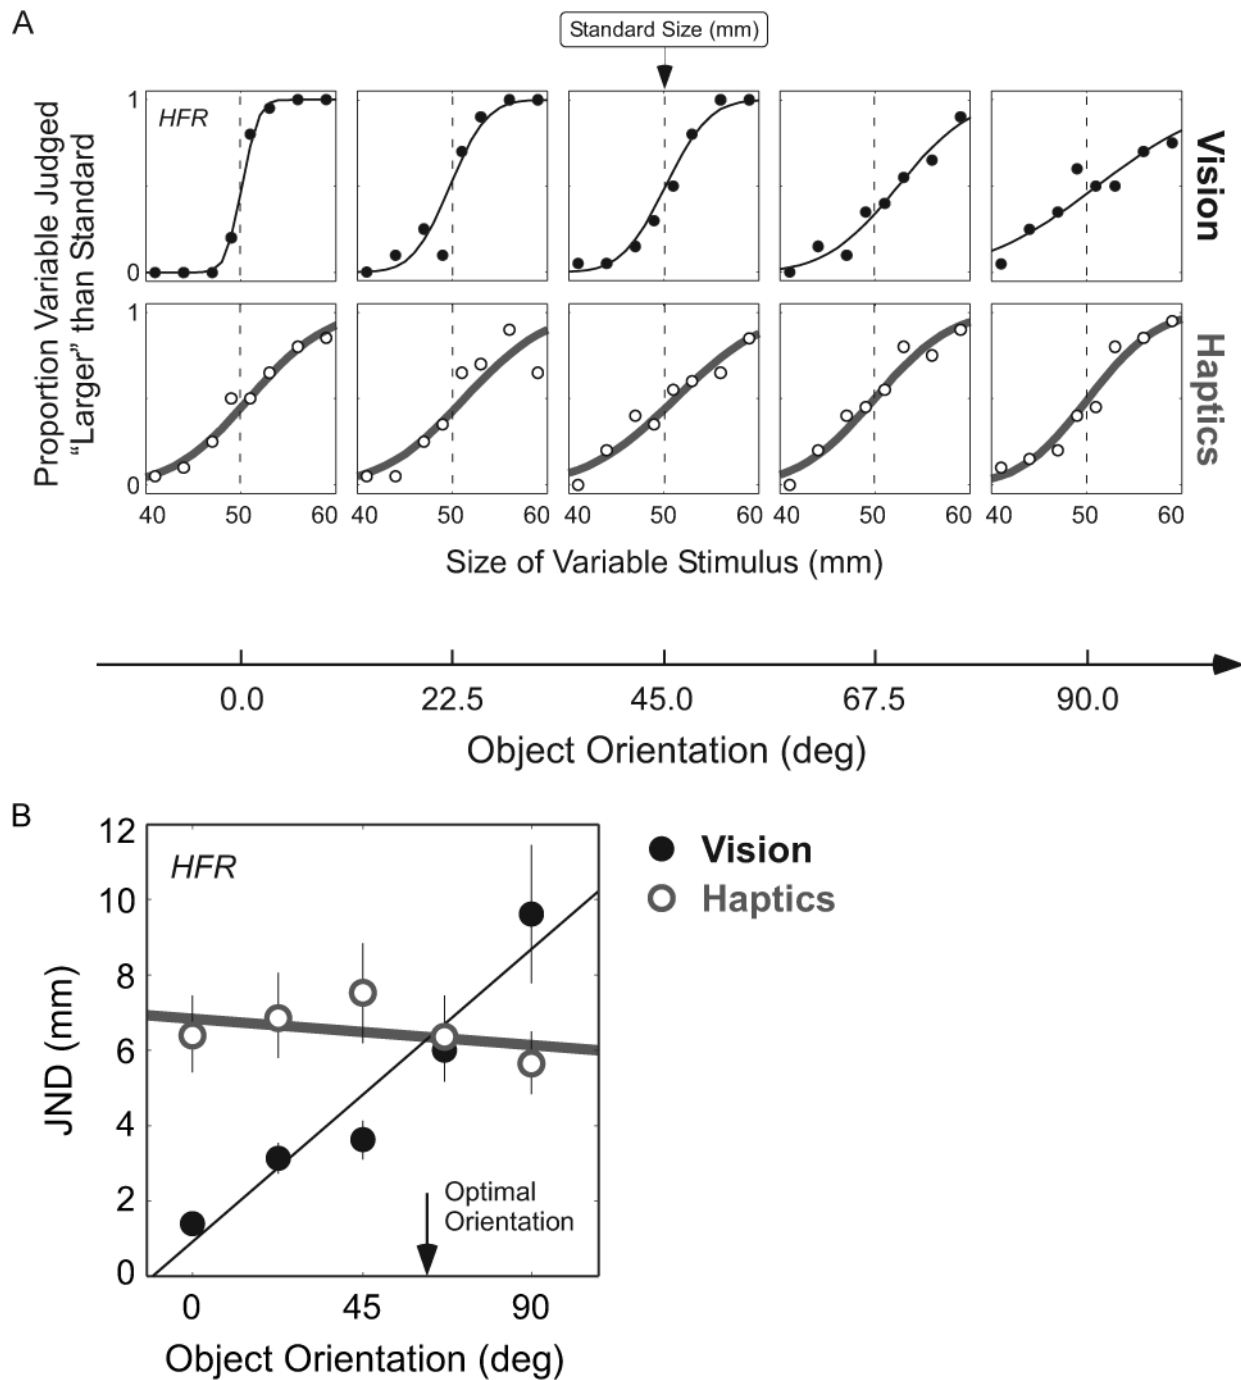 A
Standard Size (mm)
Proportion Variable Judged
“Larger” than Standard
1
0
HFR
Vision
1
0
Haptics
40 50 60 40 50 60 40 50 60 40 50 60 40 50 60
Size of Variable Stimulus (mm)
0.0 22.5 45.0 67.5 90.0
Object Orientation (deg)
B
12
10
8
6
4
2
0
JND (mm)
HFR
Vision
Haptics
Optimal
Orientation
0 45 90
Object Orientation (deg)